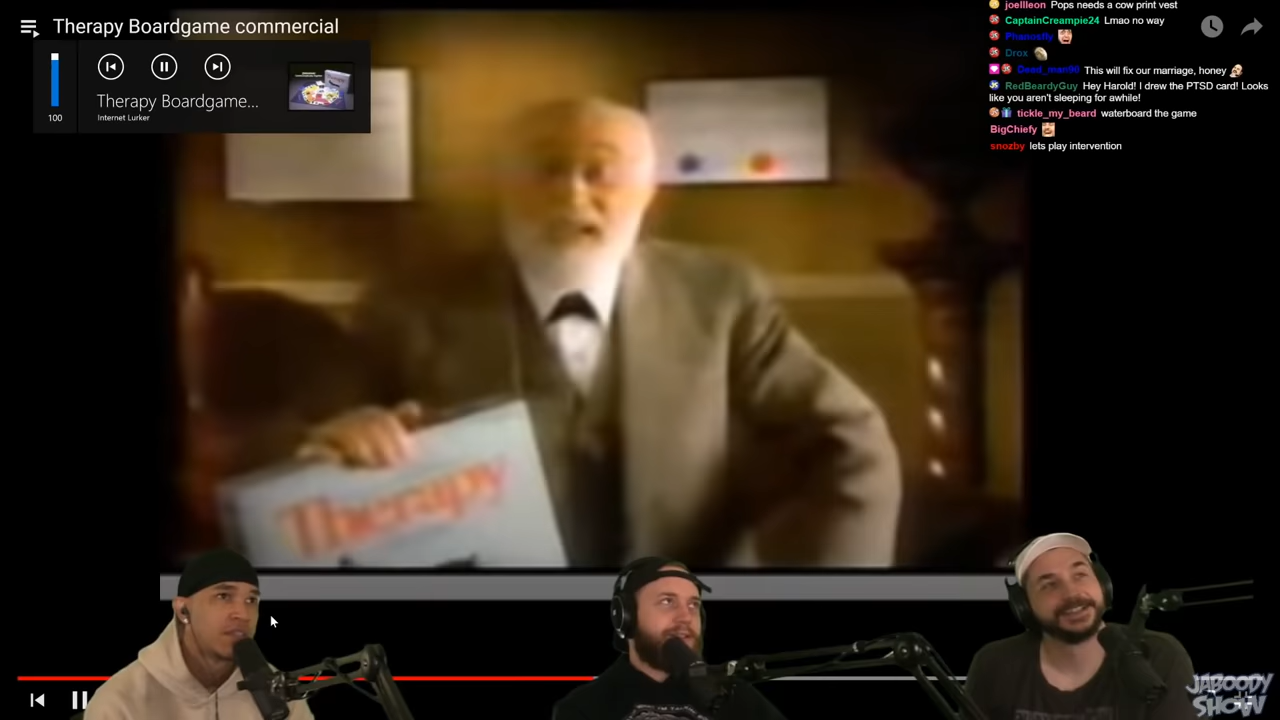 Therapy Boardgame commercial
Therapy Boardgame...
Internet Lurker
100
joellleon Pops needs a cow print vest
CaptainCreampie24 Lmao no way
Phanosfly
Drox
Dead_man96 This will fix our marriage, honey
RedBeardyGuy Hey Harold! I drew the PTSD card! Looks
like you aren't sleeping for awhile!
tickle_my_beard waterboard the game
BigChiefy
snozby lets play intervention
Therapy
JABOODY
SHOW